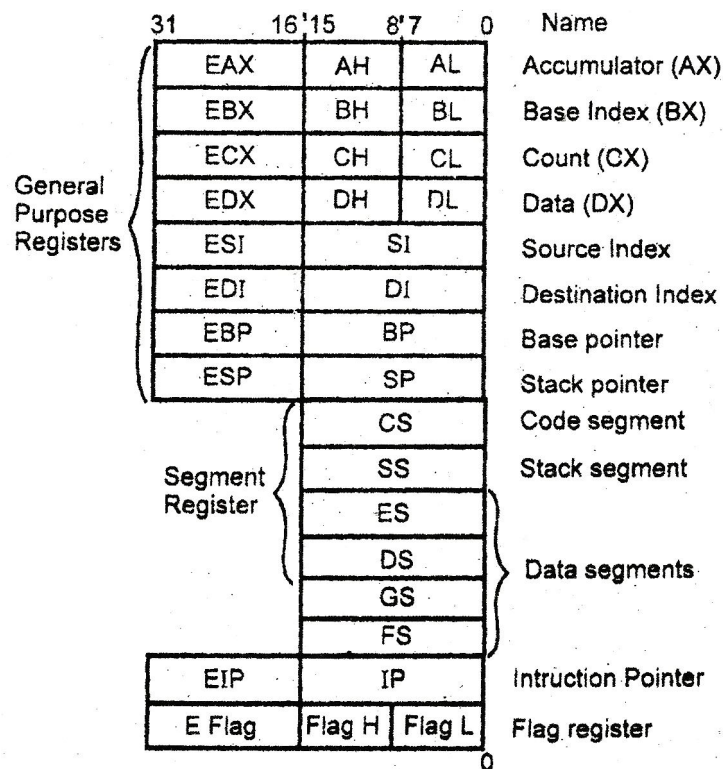 31 16 15 8 7 0 Name
EAX AH AL Accumulator (AX)
EBX BH BL Base Index (BX)
ECX CH CL Count (CX)
General Purpose Registers
EDX DH DL Data (DX)
ESI SI Source Index
EDI DI Destination Index
EBP BP Base pointer
ESP SP Stack pointer
CS Code segment
Segment Register
SS Stack segment
ES
DS Data segments
GS
FS
EIP IP Intruction Pointer
E Flag Flag H Flag L Flag register
0